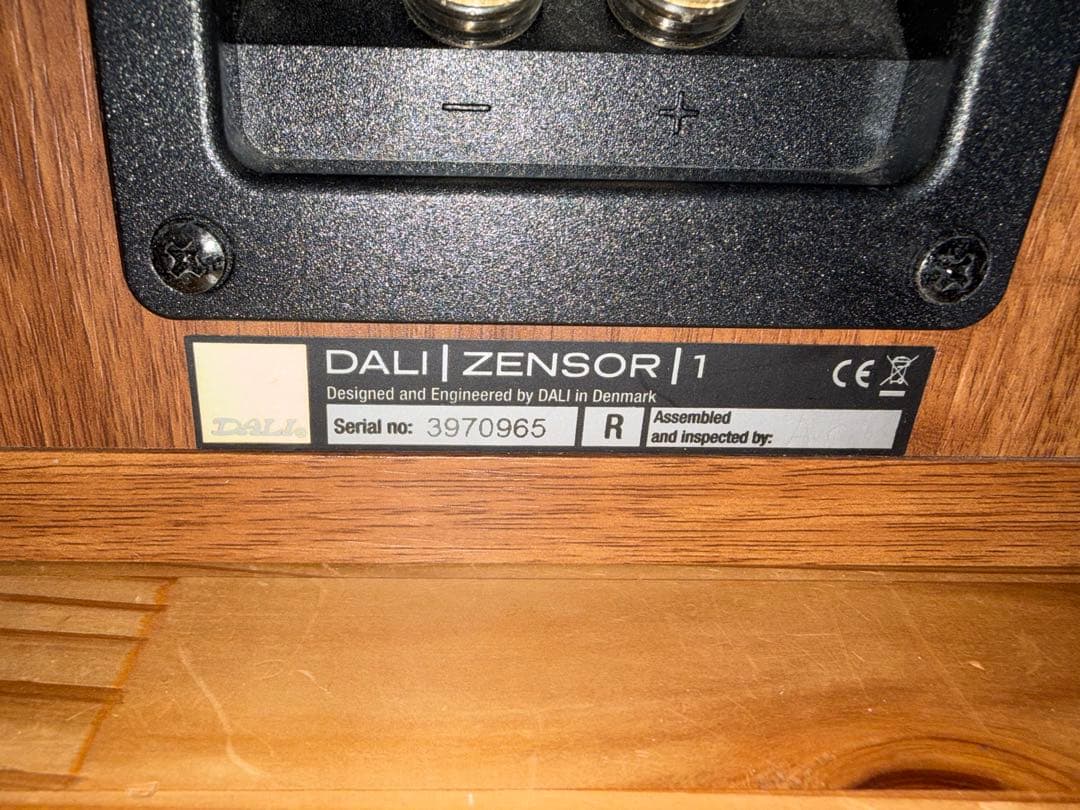 − +
DALI | ZENSOR | 1
Designed and Engineered by DALI in Denmark
DALI®
Serial no: 3970965
R
Assembled
and inspected by:
CE